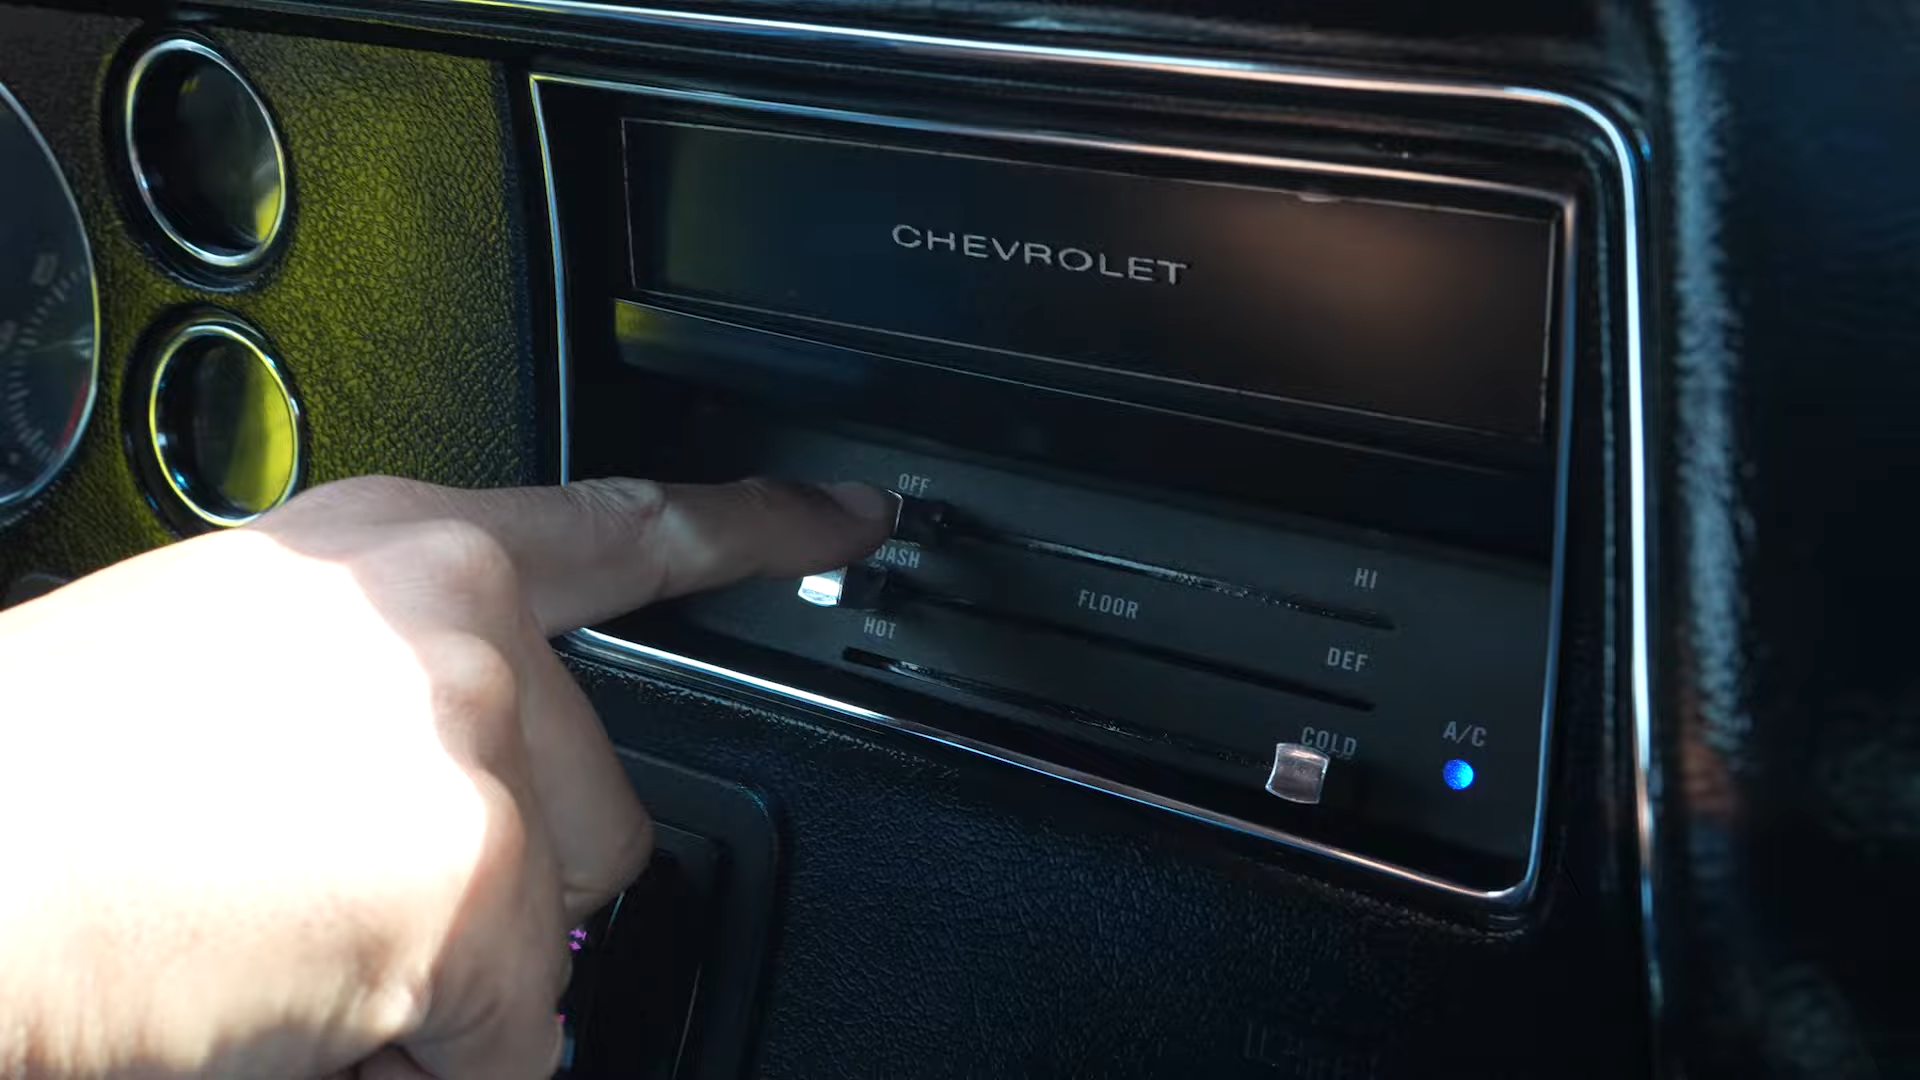 CHEVROLET
OFF
HI
DASH
FLOOR
DEF
HOT
COLD
A/C